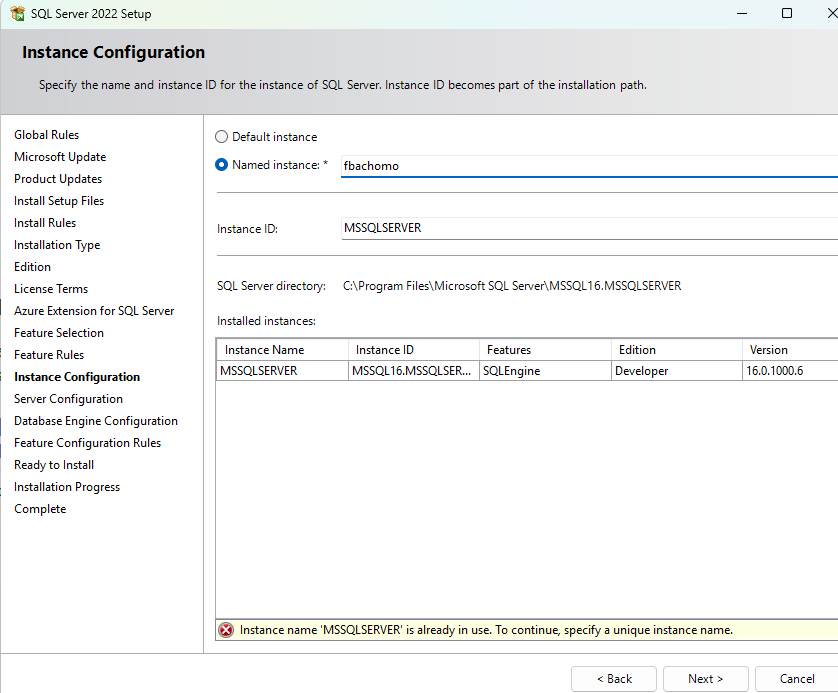 SQL Server 2022 Setup
Instance Configuration
Specify the name and instance ID for the instance of SQL Server. Instance ID becomes part of the installation path.
Global Rules
Microsoft Update
Product Updates
Install Setup Files
Install Rules
Installation Type
Edition
License Terms
Azure Extension for SQL Server
Feature Selection
Feature Rules
Instance Configuration
Server Configuration
Database Engine Configuration
Feature Configuration Rules
Ready to Install
Installation Progress
Complete
Default instance
Named instance: * fbachomo
Instance ID: MSSQLSERVER
SQL Server directory: C:\Program Files\Microsoft SQL Server\MSSQL16.MSSQLSERVER
Installed instances:
Instance Name Instance ID Features Edition Version
MSSQLSERVER MSSQL16.MSSQLSER... SQLEngine Developer 16.0.1000.6
Instance name 'MSSQLSERVER' is already in use. To continue, specify a unique instance name.
< Back Next > Cancel